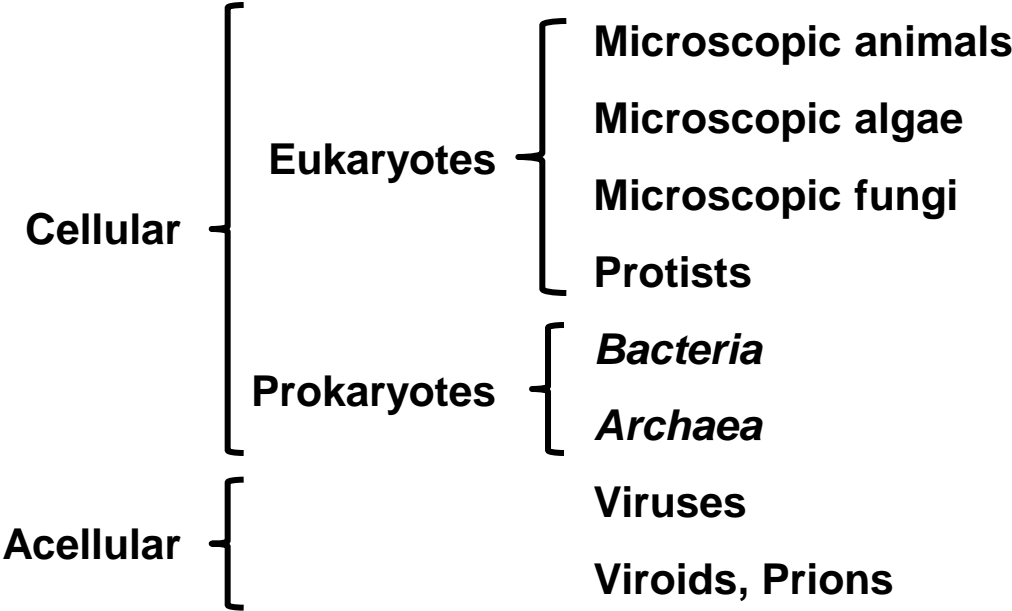 Microscopic animals
Microscopic algae
Eukaryotes
Microscopic fungi
Cellular
Protists
Bacteria
Prokaryotes
Archaea
Viruses
Acellular
Viroids, Prions